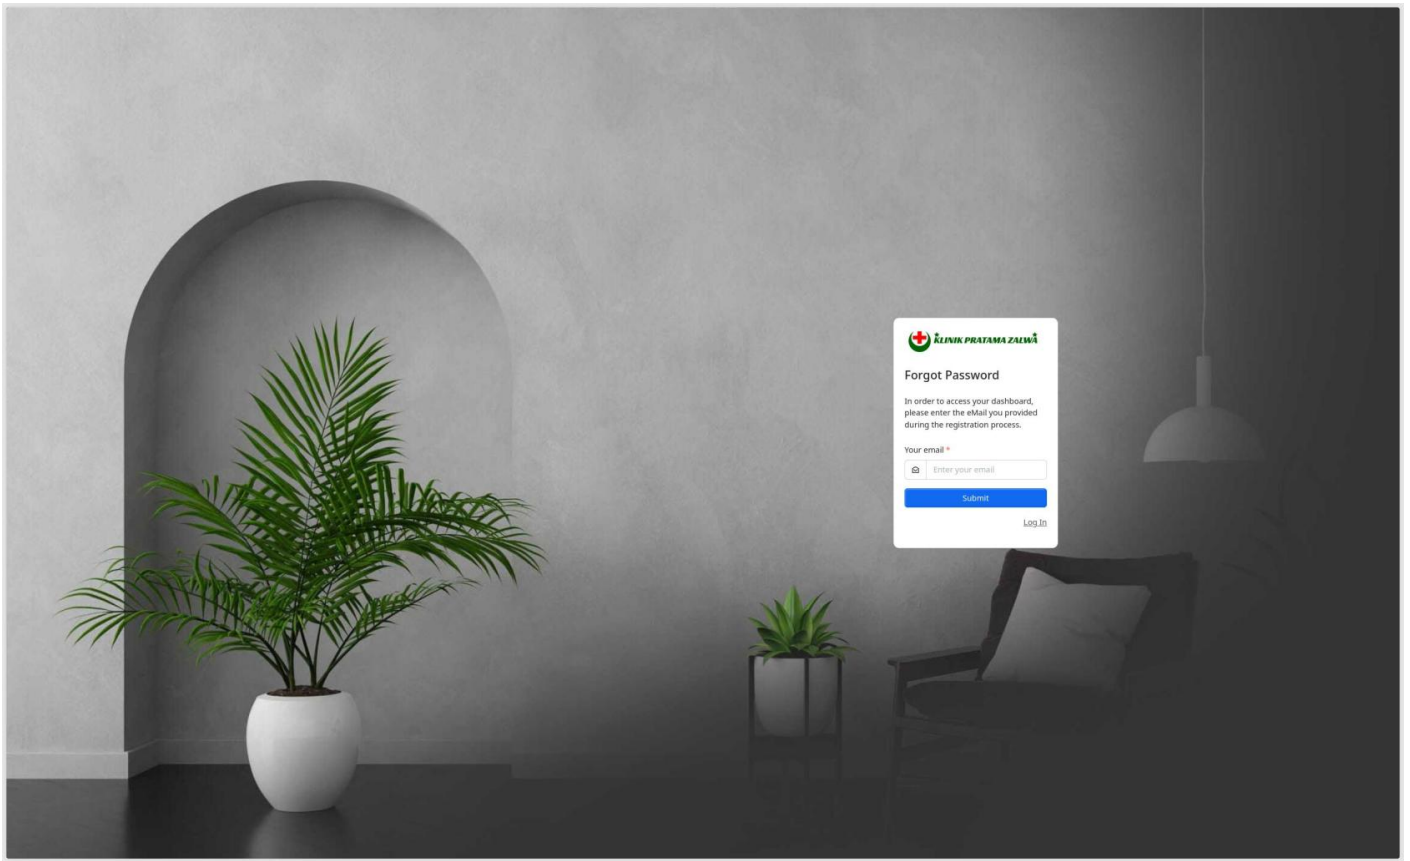 KLINIK PRATAMA ZALWA
Forgot Password
In order to access your dashboard,
please enter the eMail you provided
during the registration process.
Your email *
Enter your email
Submit
Log In